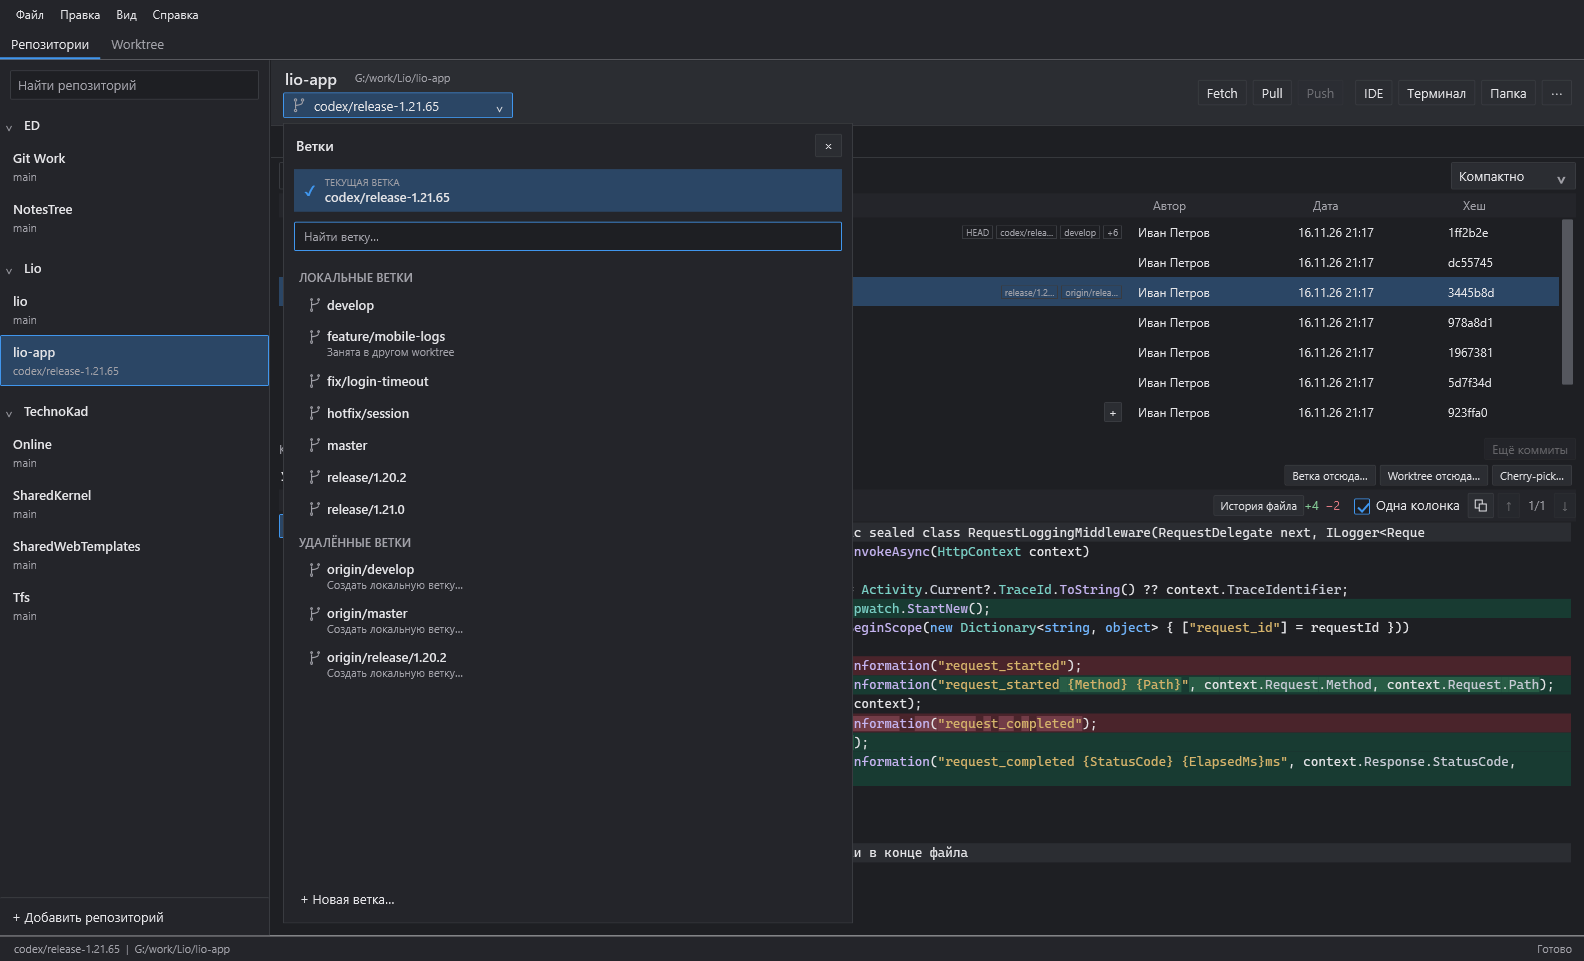 Файл Правка Вид Справка
Репозитории Worktree
Найти репозиторий
ED
Git Work
main
NotesTree
main
Lio
lio
main
lio-app
codex/release-1.21.65
TechnoKad
Online
main
SharedKernel
main
SharedWebTemplates
main
Tfs
main
+ Добавить репозиторий
lio-app G:/work/Lio/lio-app
codex/release-1.21.65
Fetch Pull Push IDE Терминал Папка ...
Ветки ×
ТЕКУЩАЯ ВЕТКА
codex/release-1.21.65
Найти ветку...
ЛОКАЛЬНЫЕ ВЕТКИ
develop
feature/mobile-logs
Занята в другом worktree
fix/login-timeout
hotfix/session
master
release/1.20.2
release/1.21.0
УДАЛЁННЫЕ ВЕТКИ
origin/develop
Создать локальную ветку...
origin/master
Создать локальную ветку...
origin/release/1.20.2
Создать локальную ветку...
+ Новая ветка...
Компактно
Автор Дата Хеш
HEAD codex/relea... develop +6 Иван Петров 16.11.26 21:17 1ff2b2e
Иван Петров 16.11.26 21:17 dc55745
release/1.2... origin/relea... Иван Петров 16.11.26 21:17 3445b8d
Иван Петров 16.11.26 21:17 978a8d1
Иван Петров 16.11.26 21:17 1967381
Иван Петров 16.11.26 21:17 5d7f34d
+ Иван Петров 16.11.26 21:17 923ffa0
Ещё коммиты
Ветка отсюда... Worktree отсюда... Cherry-pick...
История файла +4 −2 Одна колонка ↑ 1/1 ↓
c sealed class RequestLoggingMiddleware(RequestDelegate next, ILogger<Reque
nvokeAsync(HttpContext context)
Activity.Current?.TraceId.ToString() ?? context.TraceIdentifier;
pwatch.StartNew();
eginScope(new Dictionary<string, object> { ["request_id"] = requestId }))
nformation("request_started");
nformation("request_started {Method} {Path}", context.Request.Method, context.Request.Path);
context);
nformation("request_completed");
);
nformation("request_completed {StatusCode} {ElapsedMs}ms", context.Response.StatusCode,
и в конце файла
codex/release-1.21.65 | G:/work/Lio/lio-app
Готово